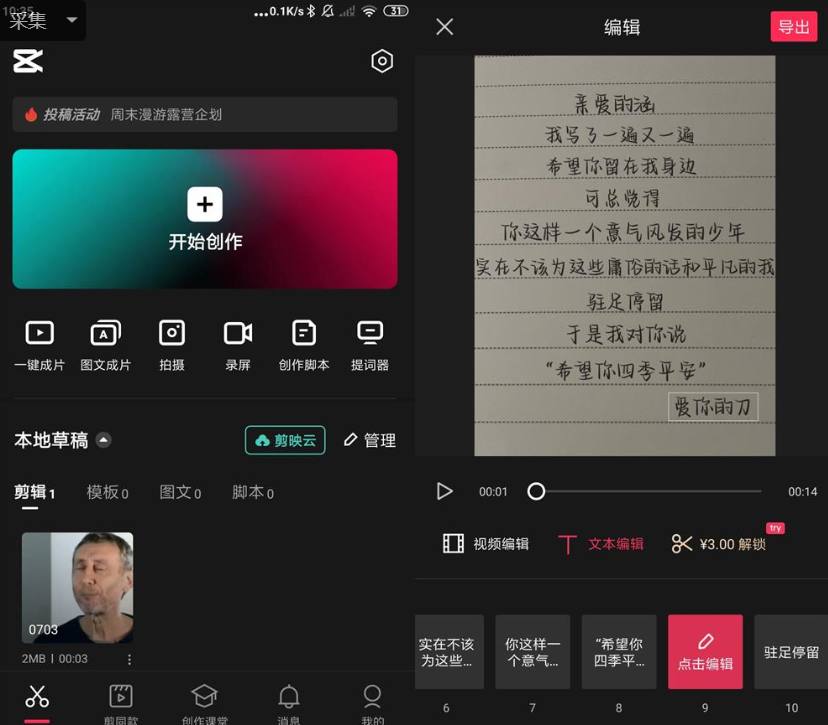 10:35
采集
0.1K/s
31
投稿活动 周末漫游露营企划
开始创作
一键成片 图文成片 拍摄 录屏 创作脚本 提词器
本地草稿 剪映云 管理
剪辑1 模板0 图文0 脚本0
0703
2MB | 00:03
剪同款 创作课堂 消息 我的
编辑 导出
亲爱的涵
我写了一遍又一遍
希望你留在我身边
可总觉得
你这样一个意气风发的少年
实在不该为这些庸俗的话和平凡的我
驻足停留
于是我对你说
“希望你四季平安”
爱你的刀
00:01 00:14
视频编辑 文本编辑 ¥3.00 解锁 try
实在不该
为这些...
6
你这样一
个意气...
7
“希望你
四季平...
8
点击编辑
9
驻足停留
10